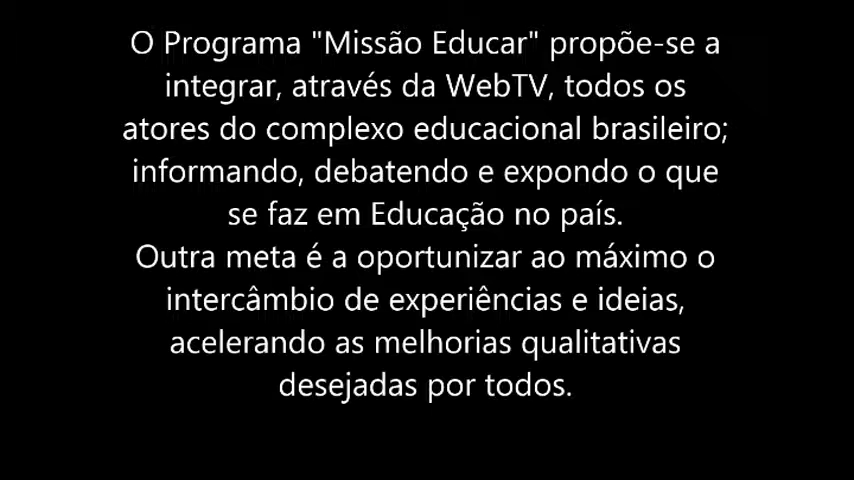 O Programa "Missão Educar" propõe-se a
integrar, através da WebTV, todos os
atores do complexo educacional brasileiro;
informando, debatendo e expondo o que
se faz em Educação no país.
Outra meta é a oportunizar ao máximo o
intercâmbio de experiências e ideias,
acelerando as melhorias qualitativas
desejadas por todos.